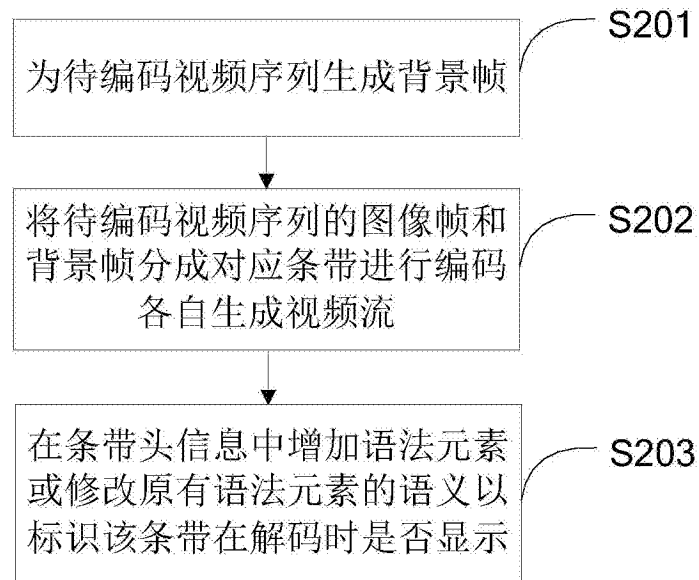 S201
为待编码视频序列生成背景帧
S202
将待编码视频序列的图像帧和
背景帧分成对应条带进行编码
各自生成视频流
S203
在条带头信息中增加语法元素
或修改原有语法元素的语义以
标识该条带在解码时是否显示